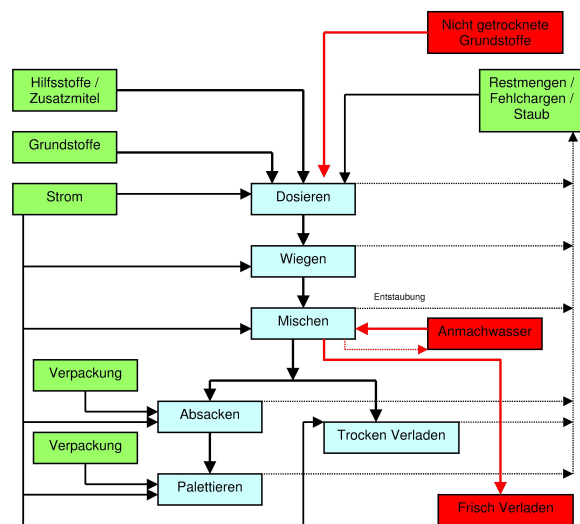 Nicht getrocknete
Grundstoffe
Hilfsstoffe /
Zusatzmitel
Restmengen /
Fehlchargen /
Staub
Grundstoffe
Strom
Dosieren
Wiegen
Entstaubung
Mischen
Anmachwasser
Verpackung
Absacken
Trocken Verladen
Verpackung
Palettieren
Frisch Verladen